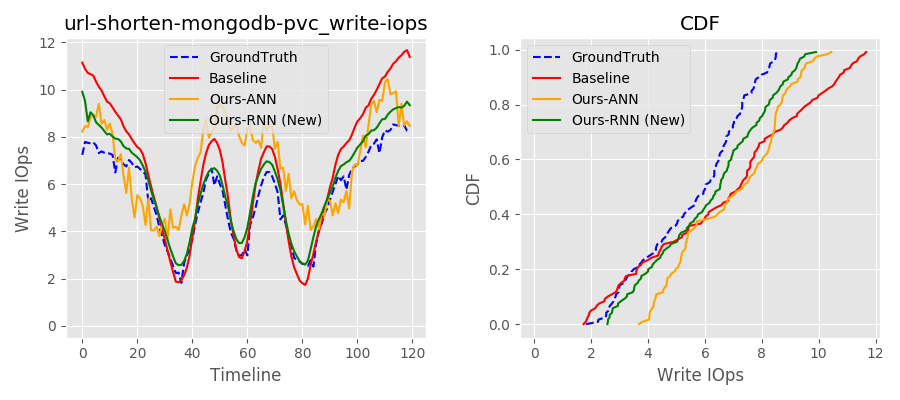 url-shorten-mongodb-pvc_write-iops
GroundTruth
Baseline
Ours-ANN
Ours-RNN (New)
12
10
8
6
4
2
0
Write IOps
0
20
40
60
80
100
120
Timeline
CDF
GroundTruth
Baseline
Ours-ANN
Ours-RNN (New)
1.0
0.8
0.6
0.4
0.2
0.0
CDF
0
2
4
6
8
10
12
Write IOps